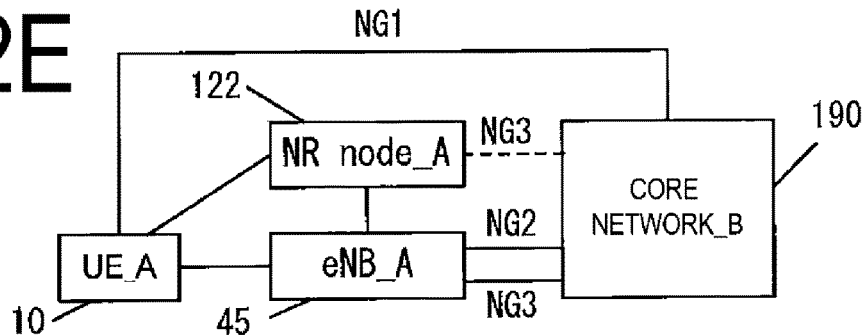 2E
NG1
122
NR node_A
NG3
190
CORE
NETWORK_B
NG2
UE_A
eNB_A
NG3
10
45